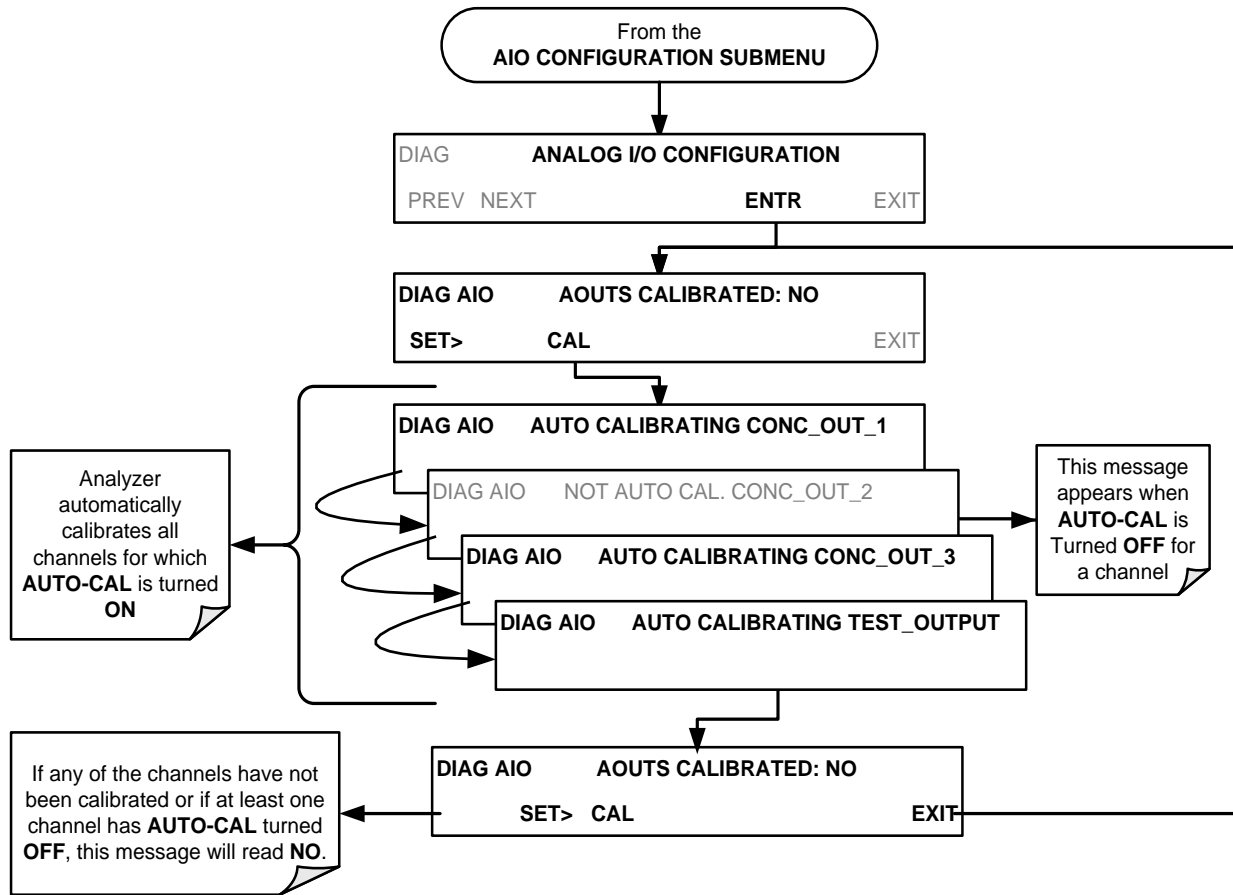 From the
AIO CONFIGURATION SUBMENU
DIAG ANALOG I/O CONFIGURATION
PREV NEXT ENTR EXIT
DIAG AIO AOUTS CALIBRATED: NO
SET> CAL EXIT
DIAG AIO AUTO CALIBRATING CONC_OUT_1
DIAG AIO NOT AUTO CAL. CONC_OUT_2
DIAG AIO AUTO CALIBRATING CONC_OUT_3
DIAG AIO AUTO CALIBRATING TEST_OUTPUT
Analyzer
automatically
calibrates all
channels for which
AUTO-CAL is turned
ON
This message
appears when
AUTO-CAL is
Turned OFF for
a channel
DIAG AIO AOUTS CALIBRATED: NO
SET> CAL EXIT
If any of the channels have not
been calibrated or if at least one
channel has AUTO-CAL turned
OFF, this message will read NO.